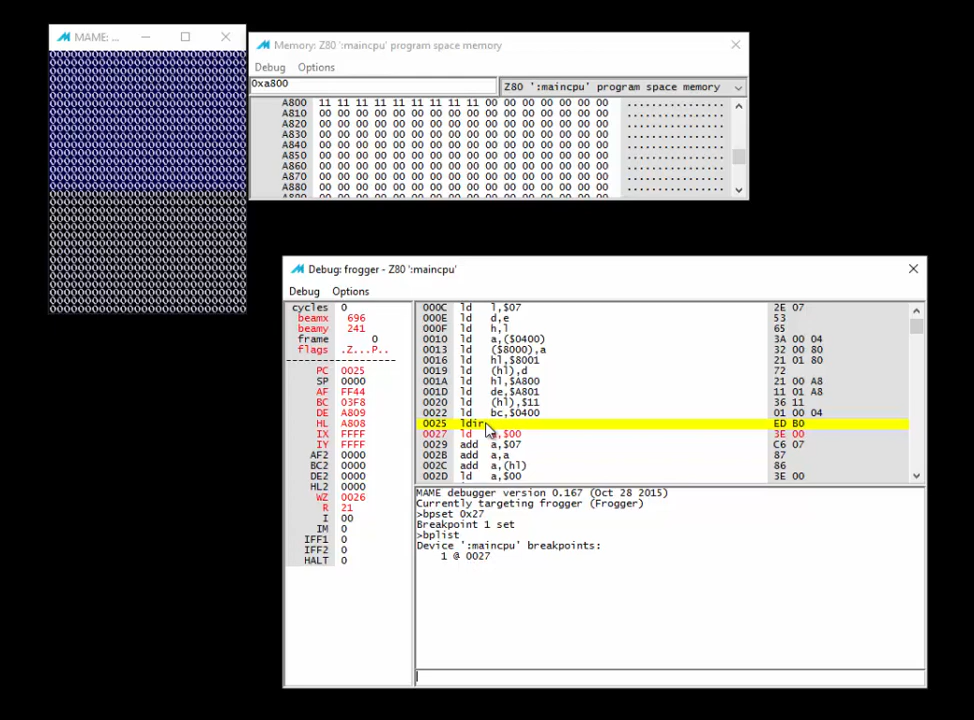 MAME: ...
Memory: Z80 ':maincpu' program space memory
Debug Options
0xa800 Z80 ':maincpu' program space memory
A800 11 11 11 11 11 11 11 11 11 00 00 00 00 00 00 00 ................
A810 00 00 00 00 00 00 00 00 00 00 00 00 00 00 00 00 ................
A820 00 00 00 00 00 00 00 00 00 00 00 00 00 00 00 00 ................
A830 00 00 00 00 00 00 00 00 00 00 00 00 00 00 00 00 ................
A840 00 00 00 00 00 00 00 00 00 00 00 00 00 00 00 00 ................
A850 00 00 00 00 00 00 00 00 00 00 00 00 00 00 00 00 ................
A860 00 00 00 00 00 00 00 00 00 00 00 00 00 00 00 00 ................
A870 00 00 00 00 00 00 00 00 00 00 00 00 00 00 00 00 ................
A880 00 00 00 00 00 00 00 00 00 00 00 00 00 00 00 00 ................
Debug: frogger - Z80 ':maincpu'
Debug Options
cycles 0
beamx 696
beamy 241
frame 0
flags .Z...P..
PC 0025
SP 0000
AF FF44
BC 03F8
DE A809
HL A808
IX FFFF
IY FFFF
AF2 0000
BC2 0000
DE2 0000
HL2 0000
WZ 0026
R 21
I 00
IM 0
IFF1 0
IFF2 0
HALT 0
000C ld l,$07 2E 07
000E ld d,e 53
000F ld h,l 65
0010 ld a,($0400) 3A 00 04
0013 ld ($8000),a 32 00 80
0016 ld hl,$8001 21 01 80
0019 ld (hl),d 72
001A ld hl,$A800 21 00 A8
001D ld de,$A801 11 01 A8
0020 ld (hl),$11 36 11
0022 ld bc,$0400 01 00 04
0025 ldir ED B0
0027 ld a,$00 3E 00
0029 add a,$07 C6 07
002B add a,a 87
002C add a,(hl) 86
002D ld a,$00 3E 00
MAME debugger version 0.167 (Oct 28 2015)
Currently targeting frogger (Frogger)
>bpset 0x27
Breakpoint 1 set
>bplist
Device ':maincpu' breakpoints:
1 @ 0027